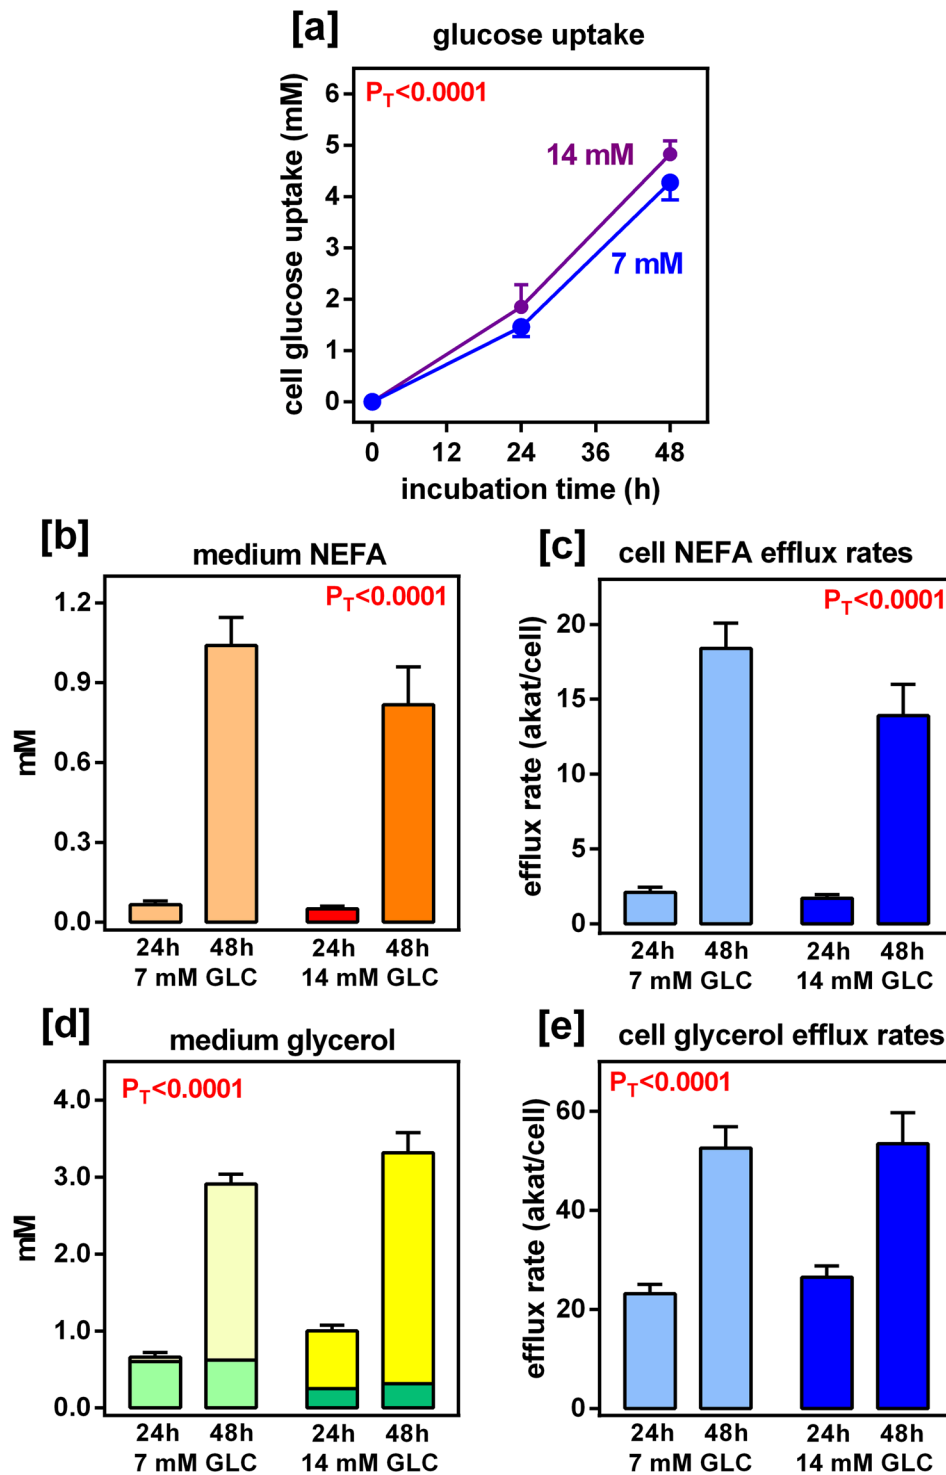 [a] glucose uptake
P_T<0.0001
cell glucose uptake (mM)
6
5
4
3
2
1
0
14 mM
7 mM
0 12 24 36 48
incubation time (h)
[b] medium NEFA
P_T<0.0001
mM
1.2
0.9
0.6
0.3
0.0
24h 48h 24h 48h
7 mM GLC 14 mM GLC
[c] cell NEFA efflux rates
P_T<0.0001
efflux rate (akat/cell)
20
15
10
5
0
24h 48h 24h 48h
7 mM GLC 14 mM GLC
[d] medium glycerol
P_T<0.0001
mM
4.0
3.0
2.0
1.0
0.0
24h 48h 24h 48h
7 mM GLC 14 mM GLC
[e] cell glycerol efflux rates
P_T<0.0001
efflux rate (akat/cell)
60
40
20
0
24h 48h 24h 48h
7 mM GLC 14 mM GLC